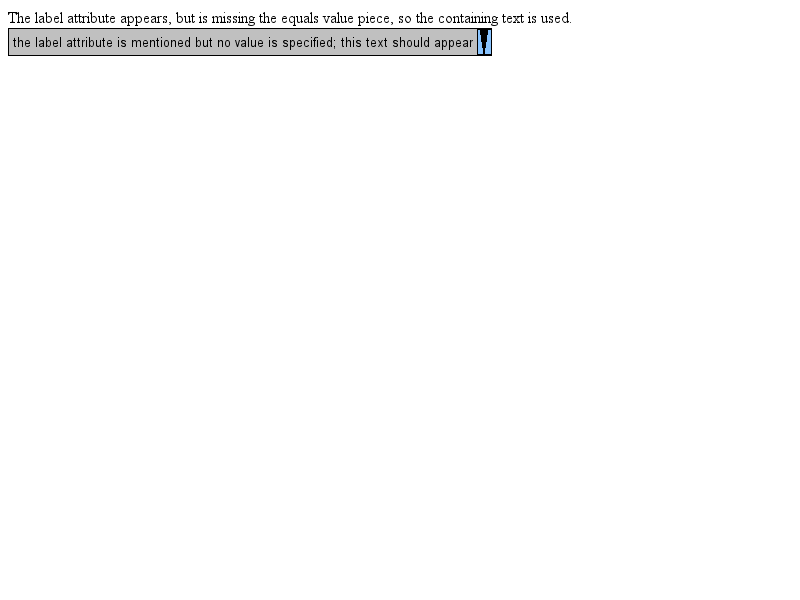 The label attribute appears, but is missing the equals value piece, so the containing text is used.
the label attribute is mentioned but no value is specified; this text should appear